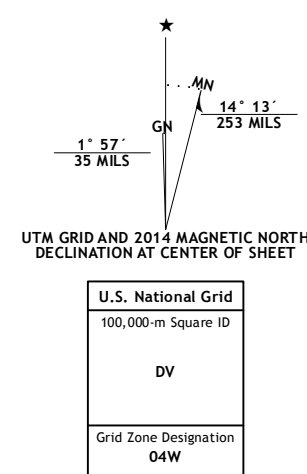 ★
MN
GN
14° 13´
253 MILS
1° 57´
35 MILS
UTM GRID AND 2014 MAGNETIC NORTH
DECLINATION AT CENTER OF SHEET
U.S. National Grid
100,000-m Square ID
DV
Grid Zone Designation
04W